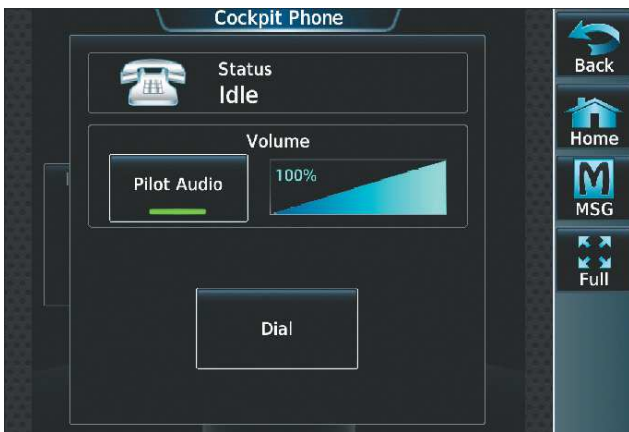 Cockpit Phone
Status
Idle
Volume
Pilot Audio
100%
Dial
Back
Home
MSG
Full